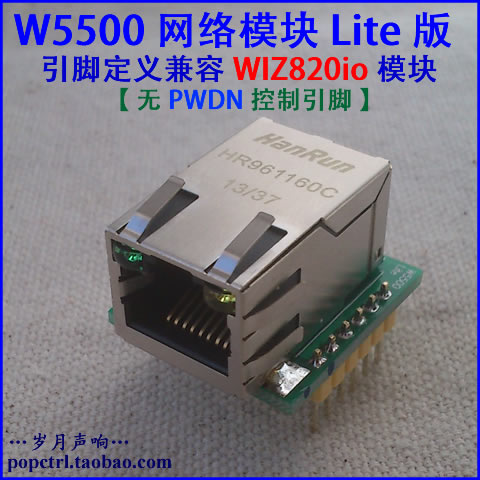 W5500 网络模块 Lite 版
引脚定义兼容 WIZ820io 模块
【 无 PWDN 控制引脚 】
HanRun
HR961160C
13/37
W5500
…岁月声响…
popctrl.taobao.com